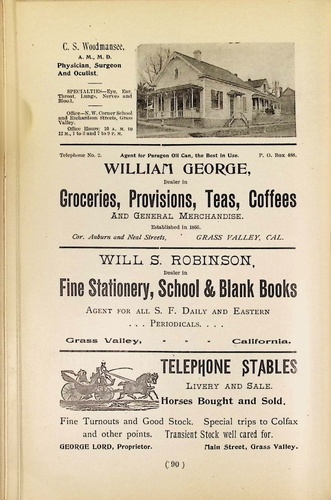 C. S. Woodmansee,
A. M., M. D.
Physician, Surgeon
And Oculist.
SPECIALTIES—Eye, Ear,
Throat, Lungs, Nerves and
Blood.
Office—N. W. Corner School
and Richardson Streets, Grass
Valley.
Office Hours: 10 A. M. to
12 M., 1 to 3 and 7 to 9 P. M.
Telephone No. 2. Agent for Paragon Oil Can, the Best in Use. P. O. Box 486.
WILLIAM GEORGE,
Dealer in
Groceries, Provisions, Teas, Coffees
AND GENERAL MERCHANDISE.
Established in
Cor. Auburn and Neal Streets, GRASS VALLEY, CAL.
WILL S. ROBINSON,
Dealer in
Fine Stationery, School & Blank Books
AGENT FOR ALL S. F. DAILY AND EASTERN
. . . PERIODICALS. . . .
Grass Valley, - - - California.
TELEPHONE STABLES
LIVERY AND SALE.
Horses Bought and Sold.
Fine Turnouts and Good Stock. Special trips to Colfax
and other points. Transient Stock well cared for.
GEORGE LORD, Proprietor. Main Street, Grass Valley.
( 90 )